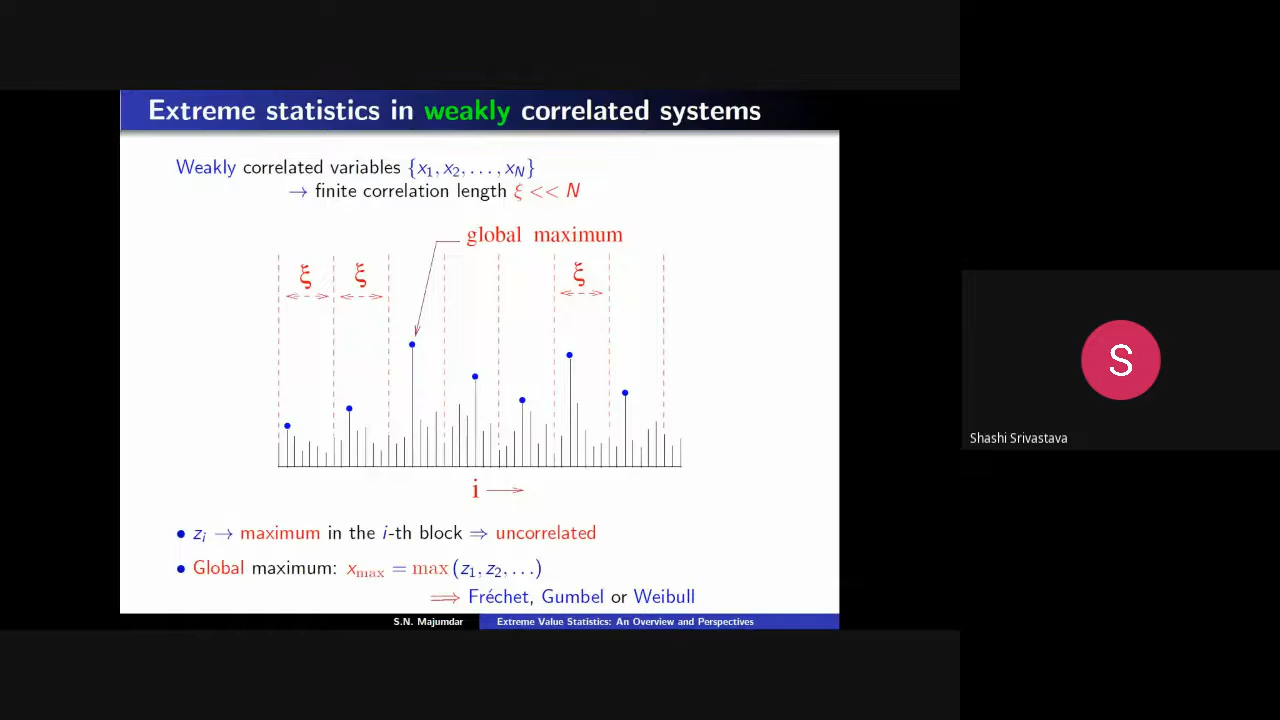 Extreme statistics in weakly correlated systems
Weakly correlated variables {x₁, x₂, . . . , x_N}
→ finite correlation length ξ << N
global maximum
ξ ξ ξ
i
• zᵢ → maximum in the i-th block ⇒ uncorrelated
• Global maximum: x_max = max (z₁, z₂, . . .)
⟹ Fréchet, Gumbel or Weibull
S.N. Majumdar Extreme Value Statistics: An Overview and Perspectives
S
Shashi Srivastava